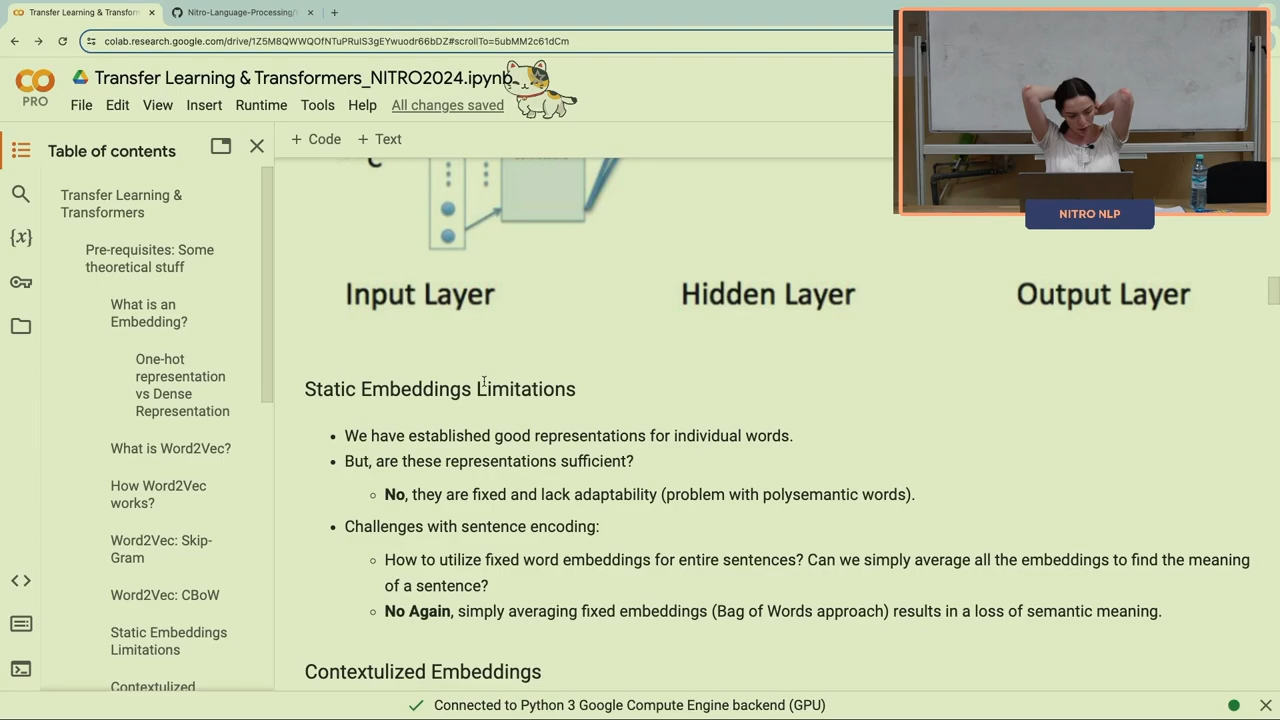 Transfer Learning & Transform
Nitro-Language-Processing/
colab.research.google.com/drive/1Z5M8QWWQOfNTuPRuIS3gEYwuodr66bDZ#scrollTo=5ubMM2c61dCm
CO
PRO
Transfer Learning & Transformers_NITRO2024.ipynb
File Edit View Insert Runtime Tools Help All changes saved
Table of contents
+ Code + Text
Transfer Learning &
Transformers
Pre-requisites: Some
theoretical stuff
What is an
Embedding?
One-hot
representation
vs Dense
Representation
What is Word2Vec?
How Word2Vec
works?
Word2Vec: Skip-
Gram
Word2Vec: CBoW
Static Embeddings
Limitations
Contextulized
Input Layer Hidden Layer Output Layer
Static Embeddings Limitations
• We have established good representations for individual words.
• But, are these representations sufficient?
◦ No, they are fixed and lack adaptability (problem with polysemantic words).
• Challenges with sentence encoding:
◦ How to utilize fixed word embeddings for entire sentences? Can we simply average all the embeddings to find the meaning
of a sentence?
◦ No Again, simply averaging fixed embeddings (Bag of Words approach) results in a loss of semantic meaning.
Contextulized Embeddings
Connected to Python 3 Google Compute Engine backend (GPU)
NITRO NLP